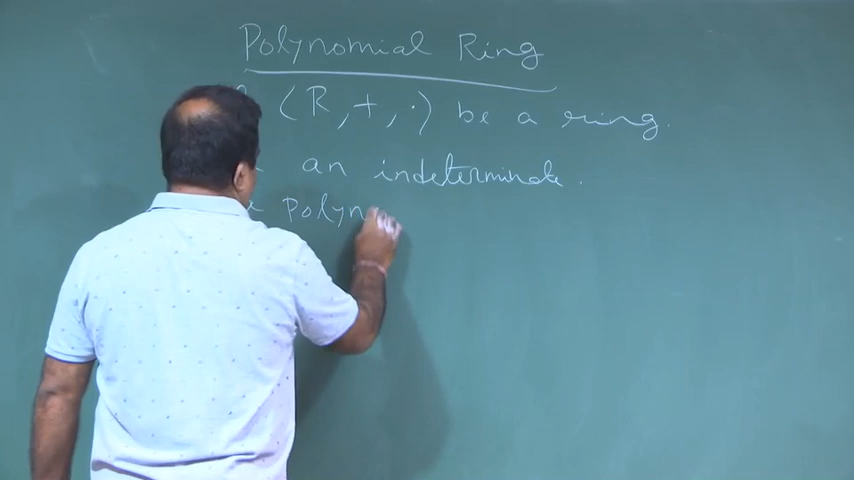 Polynomial Ring
(R, +, ·) be a ring.
an indeterminate.
Polyn